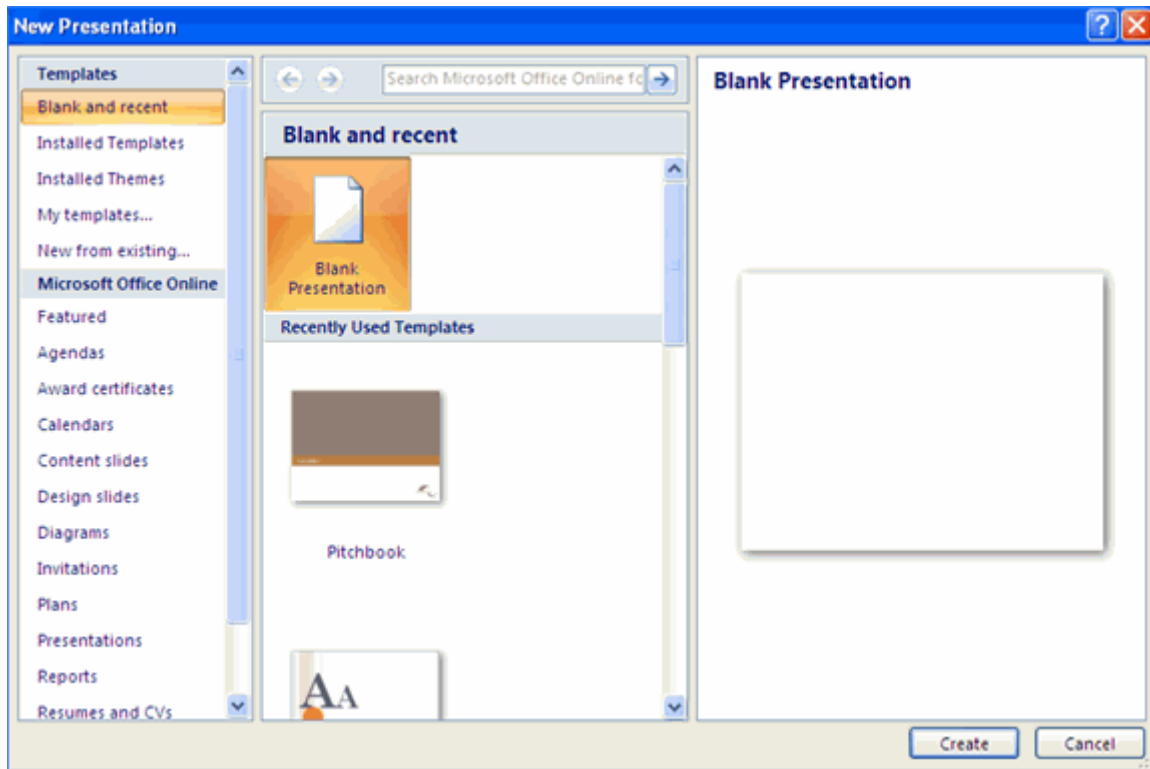 New Presentation
Templates
Blank and recent
Installed Templates
Installed Themes
My templates...
New from existing...
Microsoft Office Online
Featured
Agendas
Award certificates
Calendars
Content slides
Design slides
Diagrams
Invitations
Plans
Presentations
Reports
Resumes and CVs
Search Microsoft Office Online fo
Blank and recent
Blank
Presentation
Recently Used Templates
Pitchbook
AA
Blank Presentation
Create
Cancel